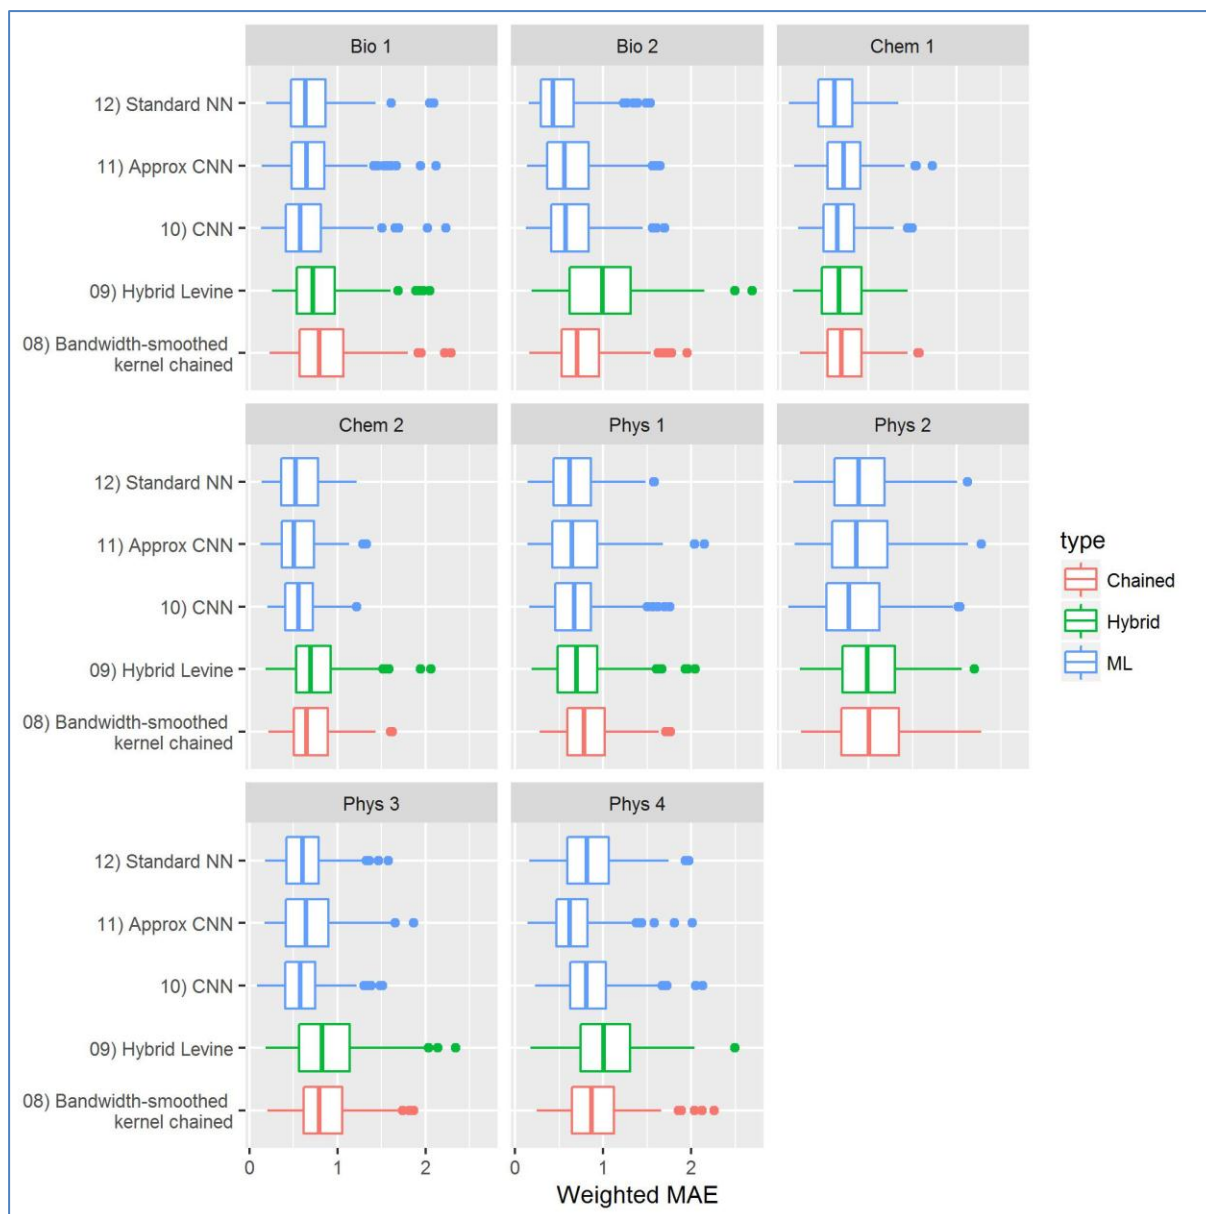 Bio 1
Bio 2
Chem 1
12) Standard NN
11) Approx CNN
10) CNN
09) Hybrid Levine
08) Bandwidth-smoothed
kernel chained
Chem 2
Phys 1
Phys 2
12) Standard NN
11) Approx CNN
10) CNN
09) Hybrid Levine
08) Bandwidth-smoothed
kernel chained
type
Chained
Hybrid
ML
Phys 3
Phys 4
12) Standard NN
11) Approx CNN
10) CNN
09) Hybrid Levine
08) Bandwidth-smoothed
kernel chained
0 1 2
0 1 2
Weighted MAE